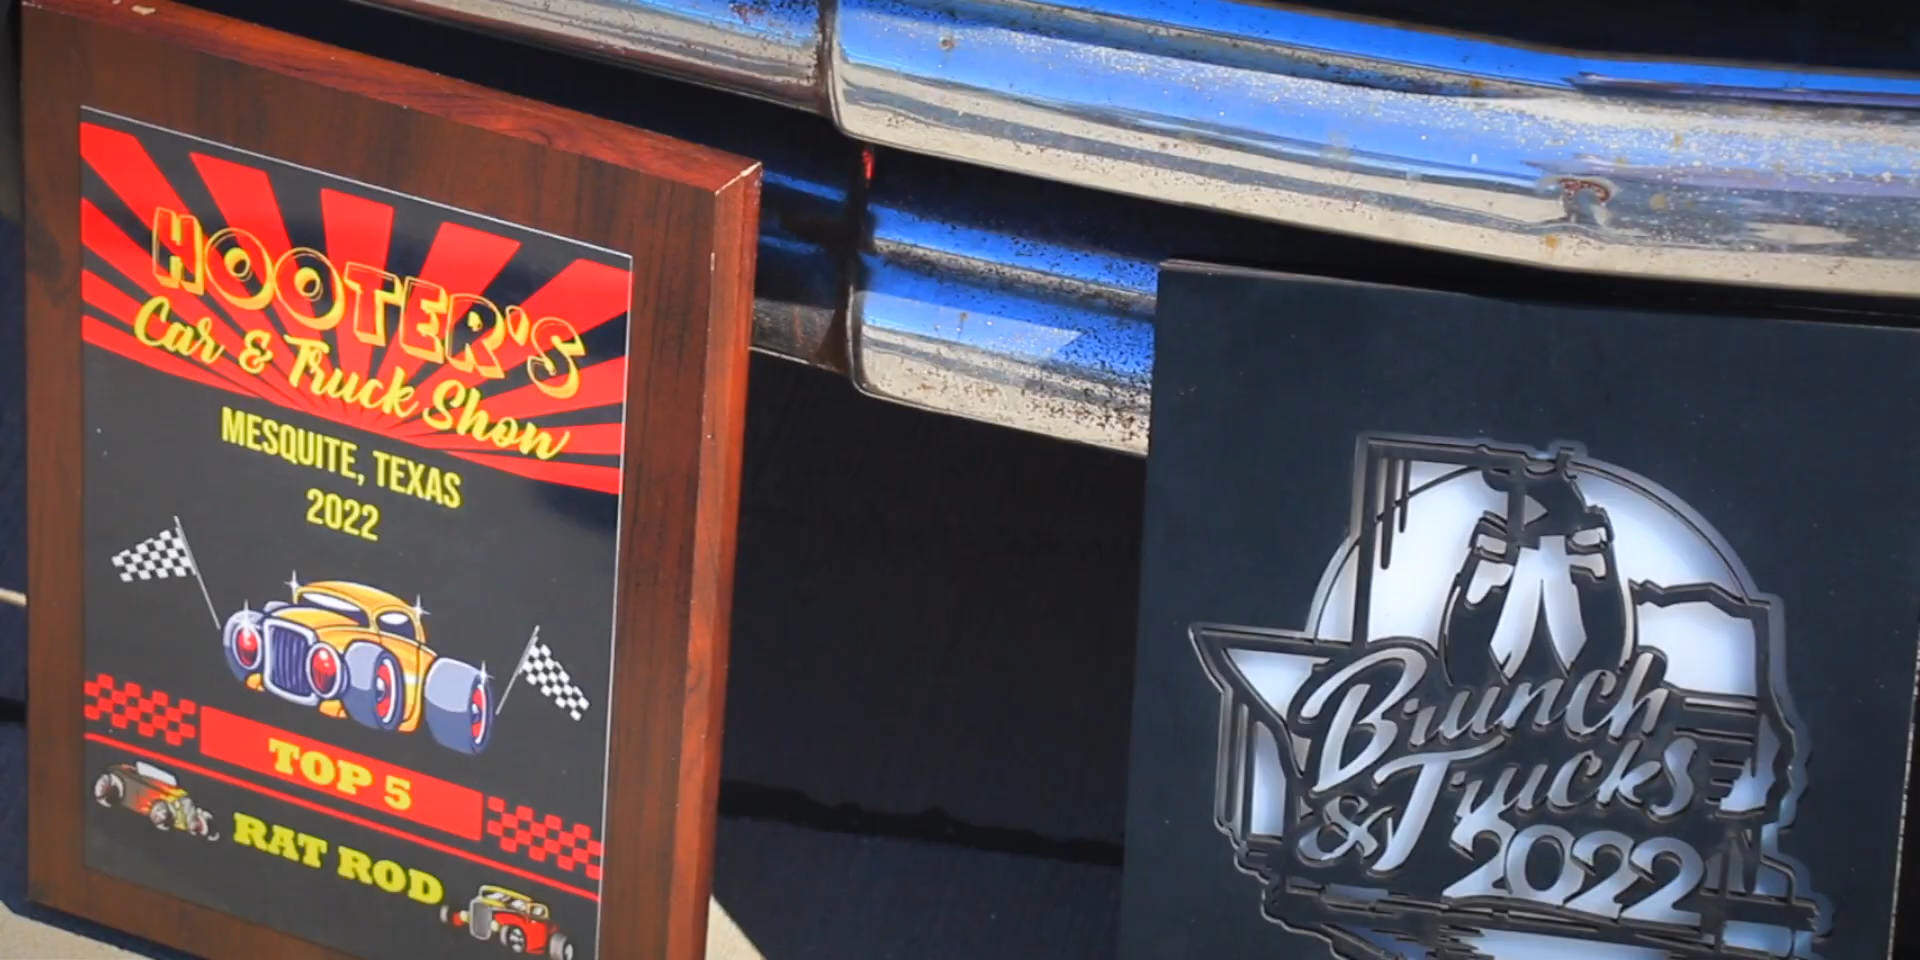 HOOTER'S
Car & Truck Show
MESQUITE, TEXAS
2022
TOP 5
RAT ROD
Brunch
& Trucks
2022